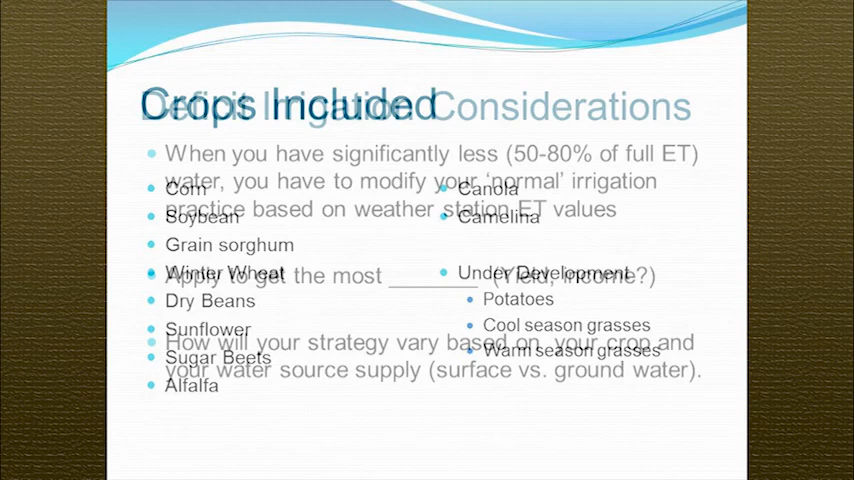 Crops Included
Corn
Soybean
Grain sorghum
Winter Wheat
Dry Beans
Sunflower
Sugar Beets
Alfalfa
Canola
Camelina
Under Development
Potatoes
Cool season grasses
Warm season grasses
Deficit Irrigation Considerations
When you have significantly less (50-80% of full ET)
water, you have to modify your ‘normal’ irrigation
practice based on weather station ET values
Apply to get the most _______ (Yield, income?)
How will your strategy vary based on your crop and
your water source supply (surface vs. ground water).